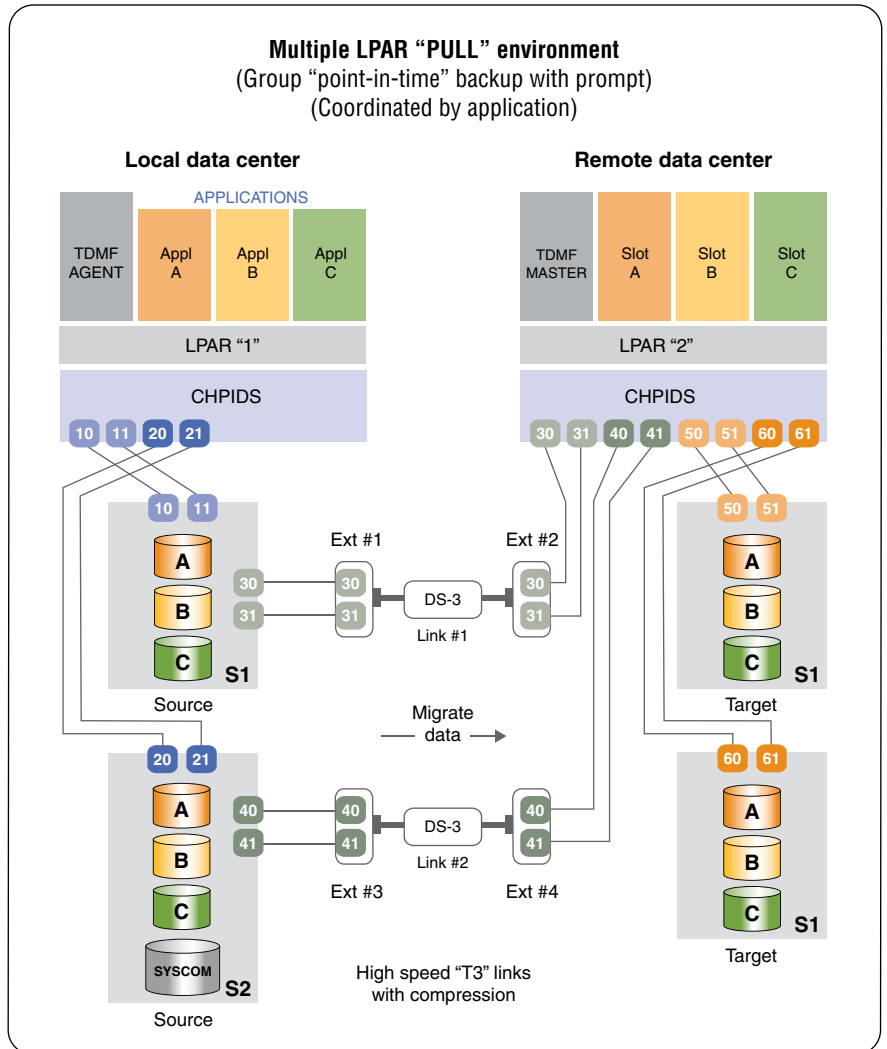 Multiple LPAR “PULL” environment
(Group “point-in-time” backup with prompt)
(Coordinated by application)
Local data center
Remote data center
APPLICATIONS
TDMF
AGENT
Appl
A
Appl
B
Appl
C
TDMF
MASTER
Slot
A
Slot
B
Slot
C
LPAR “1”
LPAR “2”
CHPIDS
CHPIDS
10 11 20 21
30 31 40 41 50 51 60 61
10 11
50 51
Ext #1
Ext #2
A
B
C
S1
Source
30
31
30
31
DS-3
Link #1
30
31
A
B
C
S1
Target
Migrate
data
20 21
60 61
A
B
C
SYSCOM
S2
Source
40
41
40
41
DS-3
Link #2
40
41
Ext #3
Ext #4
A
B
C
S1
Target
High speed “T3” links
with compression